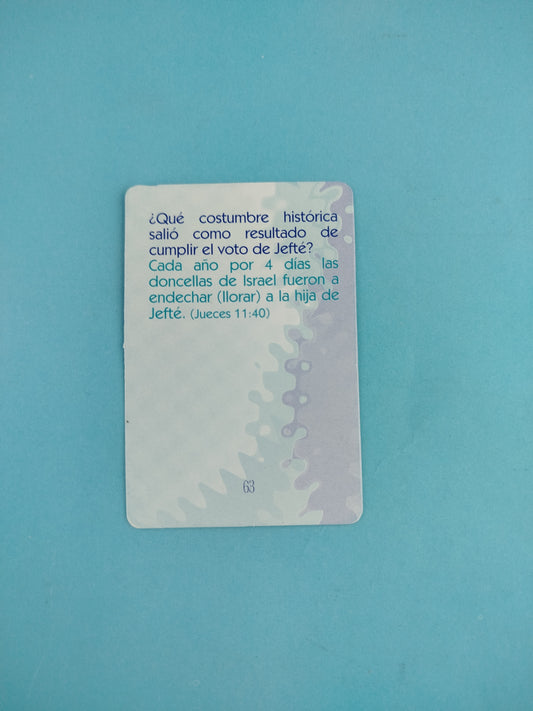 ¿Qué costumbre histórica
salió como resultado de
cumplir el voto de Jefté?
Cada año por 4 días las
doncellas de Israel fueron a
endechar (llorar) a la hija de
Jefté. (Jueces 11:40)
63